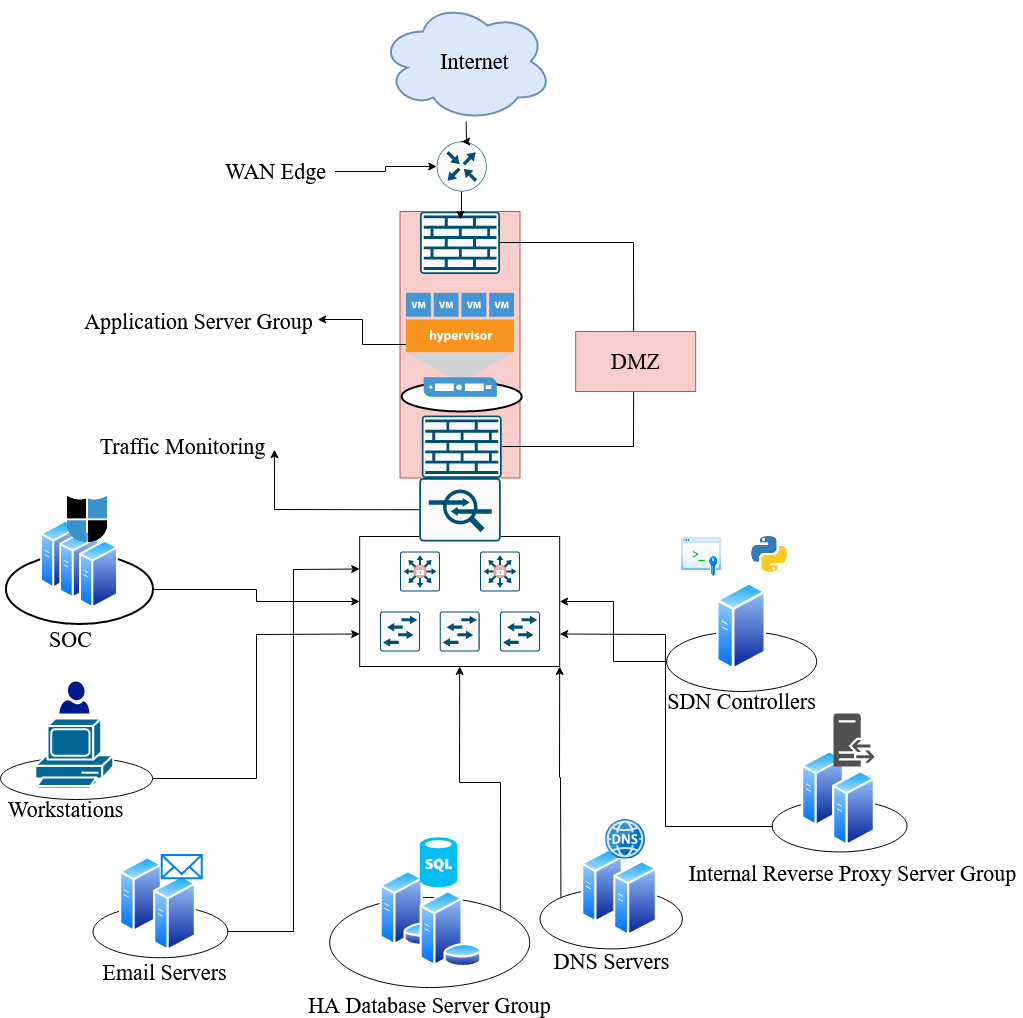 Internet
WAN Edge
VM VM VM VM
Application Server Group
hypervisor
DMZ
Traffic Monitoring
>_
SOC
SDN Controllers
Workstations
Internal Reverse Proxy Server Group
DNS
SQL
Email Servers
DNS Servers
HA Database Server Group